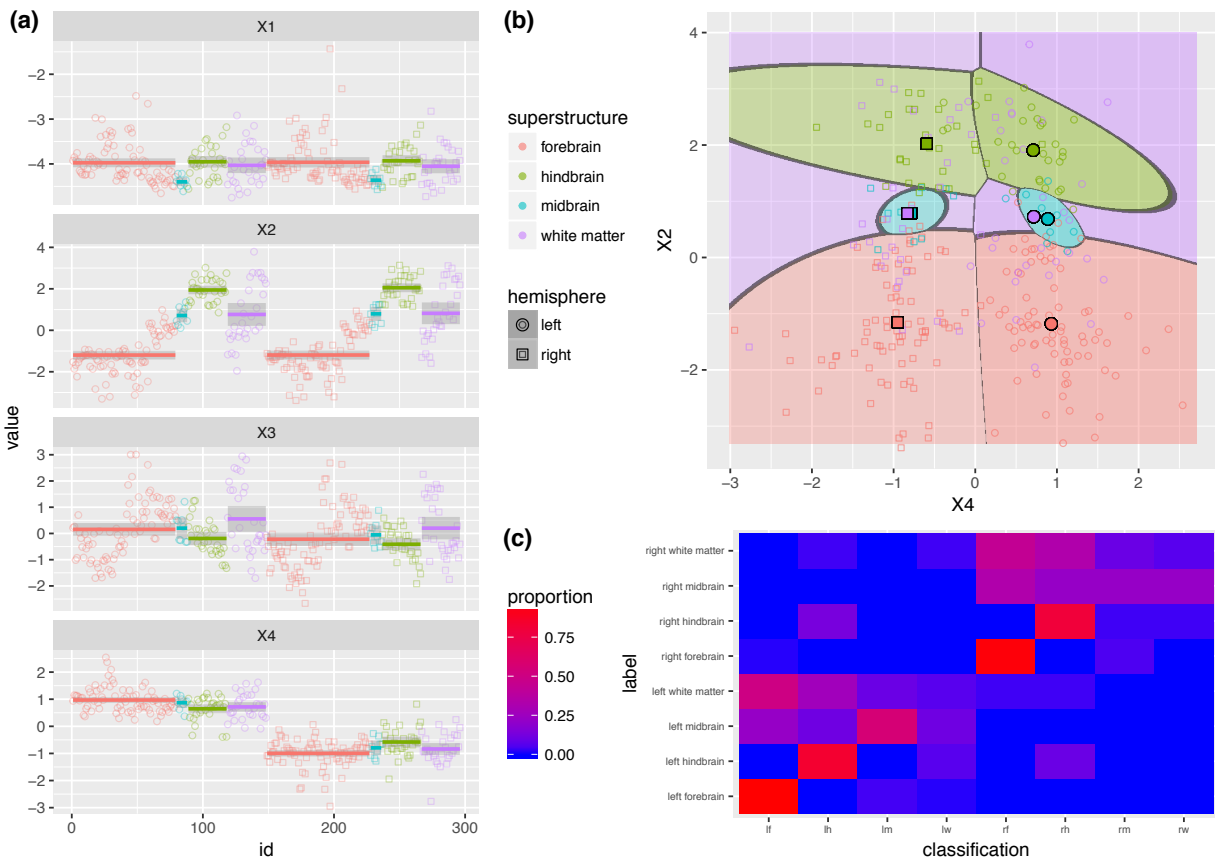 (a)
X1
−2
−3
−4
X2
4
2
0
−2
X3
3
2
1
0
−1
−2
X4
2
1
0
−1
−2
−3
0
100
200
300
id
value
superstructure
forebrain
hindbrain
midbrain
white matter
hemisphere
left
right
(b)
4
2
0
−2
X2
−3
−2
−1
0
1
2
X4
(c)
proportion
0.75
0.50
0.25
0.00
right white matter
right midbrain
right hindbrain
right forebrain
left white matter
left midbrain
left hindbrain
left forebrain
label
lf
lh
lm
lw
rf
rh
rm
rw
classification